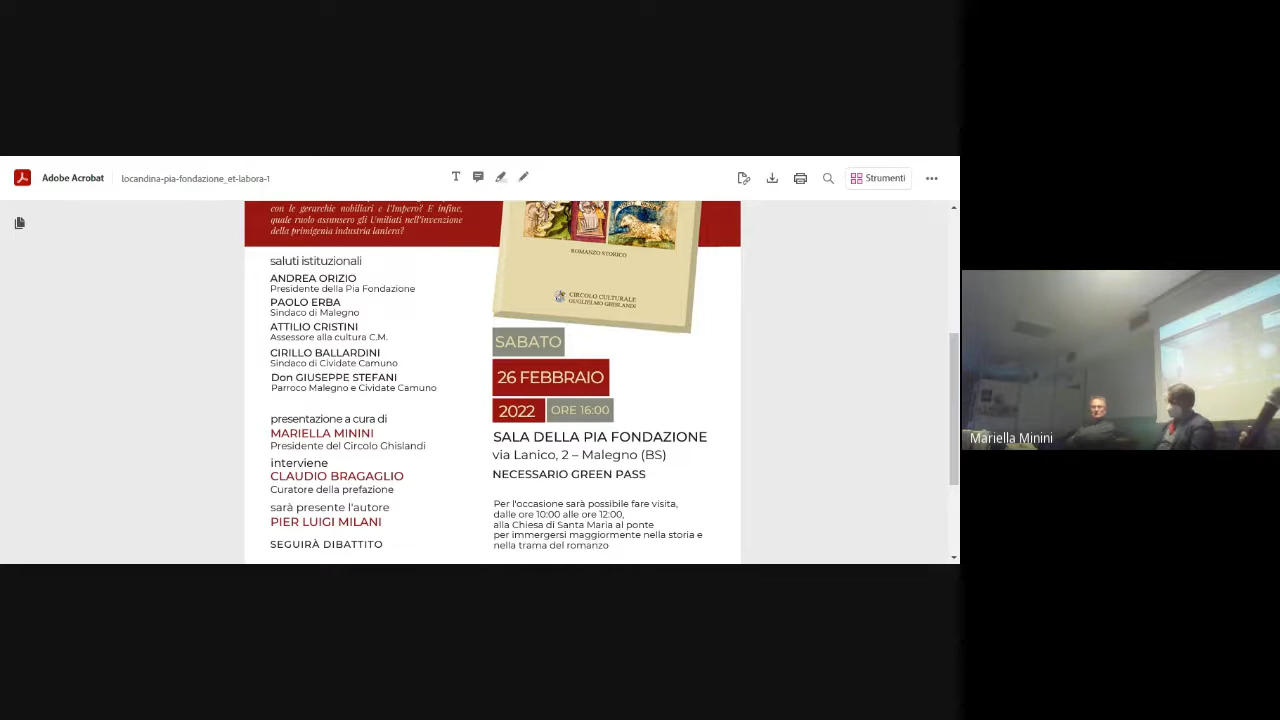 Adobe Acrobat
locandina-pia-fondazione_et-labora-1
Strumenti
con le gerarchie nobiliari e l'Impero? E infine,
quale ruolo assunsero gli Umiliati nell'invenzione
della primigenia industria laniera?
saluti istituzionali
ANDREA ORIZIO
Presidente della Pia Fondazione
PAOLO ERBA
Sindaco di Malegno
ATTILIO CRISTINI
Assessore alla cultura C.M.
CIRILLO BALLARDINI
Sindaco di Cividate Camuno
Don GIUSEPPE STEFANI
Parroco Malegno e Cividate Camuno
presentazione a cura di
MARIELLA MININI
Presidente del Circolo Ghislandi
interviene
CLAUDIO BRAGAGLIO
Curatore della prefazione
sarà presente l'autore
PIER LUIGI MILANI
SEGUIRÀ DIBATTITO
ROMANZO STORICO
CIRCOLO CULTURALE
GUGLIELMO GHISLANDI
SABATO
26 FEBBRAIO
2022 ORE 16:00
SALA DELLA PIA FONDAZIONE
via Lanico, 2 – Malegno (BS)
NECESSARIO GREEN PASS
Per l'occasione sarà possibile fare visita,
dalle ore 10:00 alle ore 12:00,
alla Chiesa di Santa Maria al ponte
per immergersi maggiormente nella storia e
nella trama del romanzo
Mariella Minini